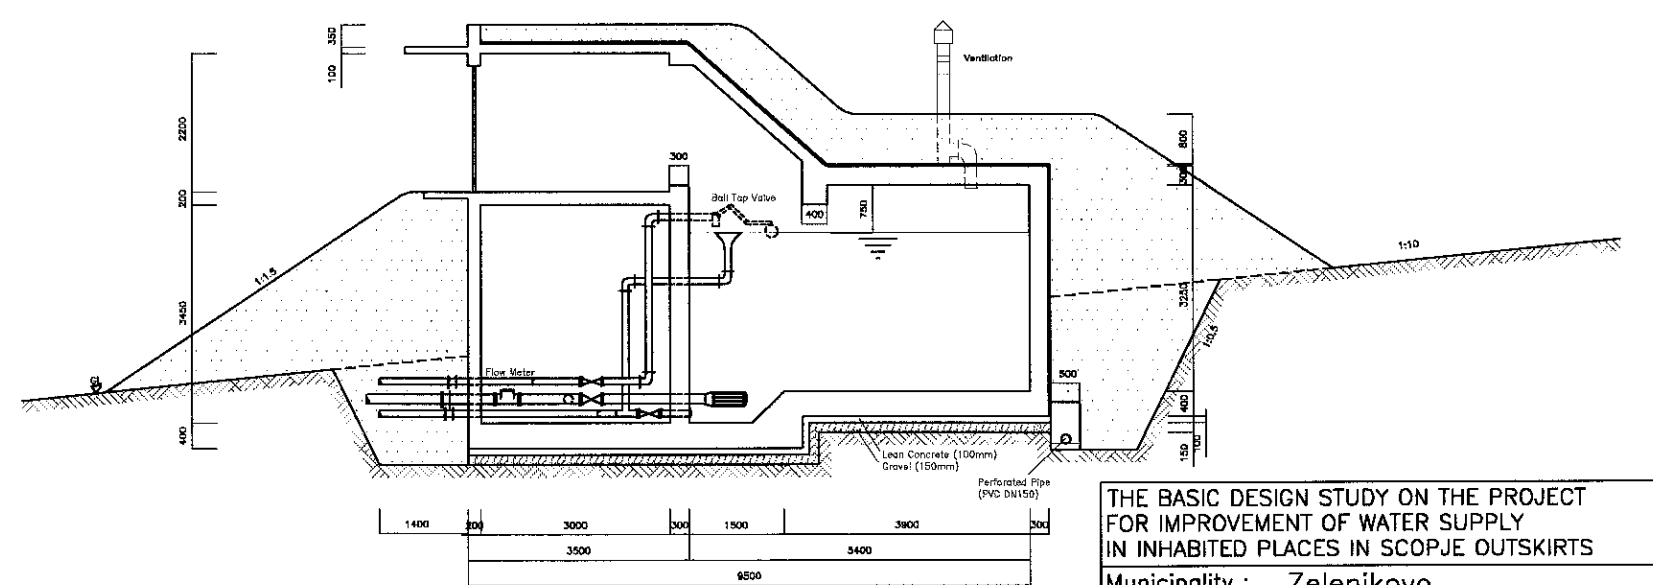 350
100
2200
200
3450
400
1:1.5
300
Ball Tap Valve
400
750
Ventilation
800
300
3250
1:10
1:0.5
500
400
100
150
Flow Meter
Lean Concrete (100mm)
Gravel (150mm)
Perforated Pipe
(PVC DN150)
1400
200
3000
300
1500
3900
300
3500
5400
9500
THE BASIC DESIGN STUDY ON THE PROJECT
FOR IMPROVEMENT OF WATER SUPPLY
IN INHABITED PLACES IN SCOPJE OUTSKIRTS
Municipality : Zelenikovo